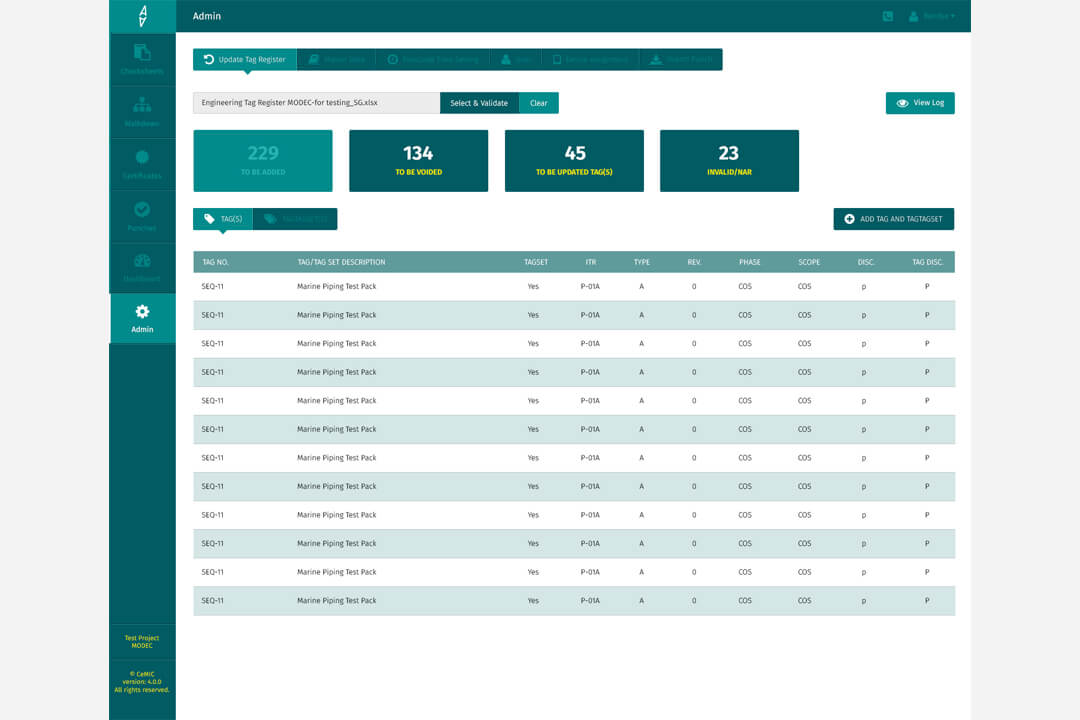 Admin
Nardue
Checksheets
Walkdown
Certificates
Punches
Dashboard
Admin
Test Project
MODEC
© CeMIC
version: 4.0.0
All rights reserved.
Update Tag Register
Engineering Tag Register MODEC-for testing_SG.xlsx
Select & Validate
Clear
View Log
229
TO BE ADDED
134
TO BE VOIDED
45
TO BE UPDATED TAG(S)
23
INVALID/NAR
TAG(S)
ADD TAG AND TAGTAGSET
TAG NO. TAG/TAG SET DESCRIPTION TAGSET ITR TYPE REV. PHASE SCOPE DISC. TAG DISC.
SEQ-11 Marine Piping Test Pack Yes P-01A A 0 COS COS p P
SEQ-11 Marine Piping Test Pack Yes P-01A A 0 COS COS p P
SEQ-11 Marine Piping Test Pack Yes P-01A A 0 COS COS p P
SEQ-11 Marine Piping Test Pack Yes P-01A A 0 COS COS p P
SEQ-11 Marine Piping Test Pack Yes P-01A A 0 COS COS p P
SEQ-11 Marine Piping Test Pack Yes P-01A A 0 COS COS p P
SEQ-11 Marine Piping Test Pack Yes P-01A A 0 COS COS p P
SEQ-11 Marine Piping Test Pack Yes P-01A A 0 COS COS p P
SEQ-11 Marine Piping Test Pack Yes P-01A A 0 COS COS p P
SEQ-11 Marine Piping Test Pack Yes P-01A A 0 COS COS p P
SEQ-11 Marine Piping Test Pack Yes P-01A A 0 COS COS p P
SEQ-11 Marine Piping Test Pack Yes P-01A A 0 COS COS p P